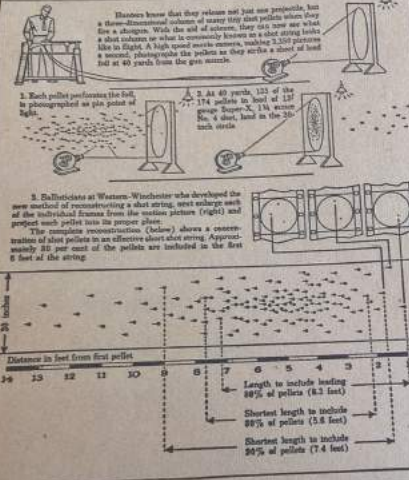 Hunters know that they release not just one projectile, but
a three-dimensional column of many tiny shot pellets when they
fire a shotgun. With the aid of science, they can now see what
a shot column or what is commonly known as a shot string looks
like in flight. A high speed movie camera, making 2,350 pictures
a second, photographs the pellets as they strike a sheet of lead
foil at 40 yards from the gun muzzle.
1. Each pellet perforates the foil,
is photographed as pin point of
light.
2. At 40 yards, 125 of the
174 pellets in load of 12
gauge Super-X, 1¼ ounce
No. 4 shot, land in the 30-
inch circle
3. Ballisticians at Western-Winchester who developed the
new method of reconstructing a shot string, next enlarge each
of the individual frames from the motion picture (right) and
project each pellet into its proper place.
The complete reconstruction (below) shows a concen-
tration of shot pellets in an effective short shot string. Approxi-
mately 80 per cent of the pellets are included in the first
6 feet of the string.
30 inches
Distance in feet from first pellet
14 13 12 11 10 9 8 7 6 5 4 3 2
Length to include leading
80% of pellets (6.2 feet)
Shortest length to include
80% of pellets (5.6 feet)
Shortest length to include
90% of pellets (7.4 feet)